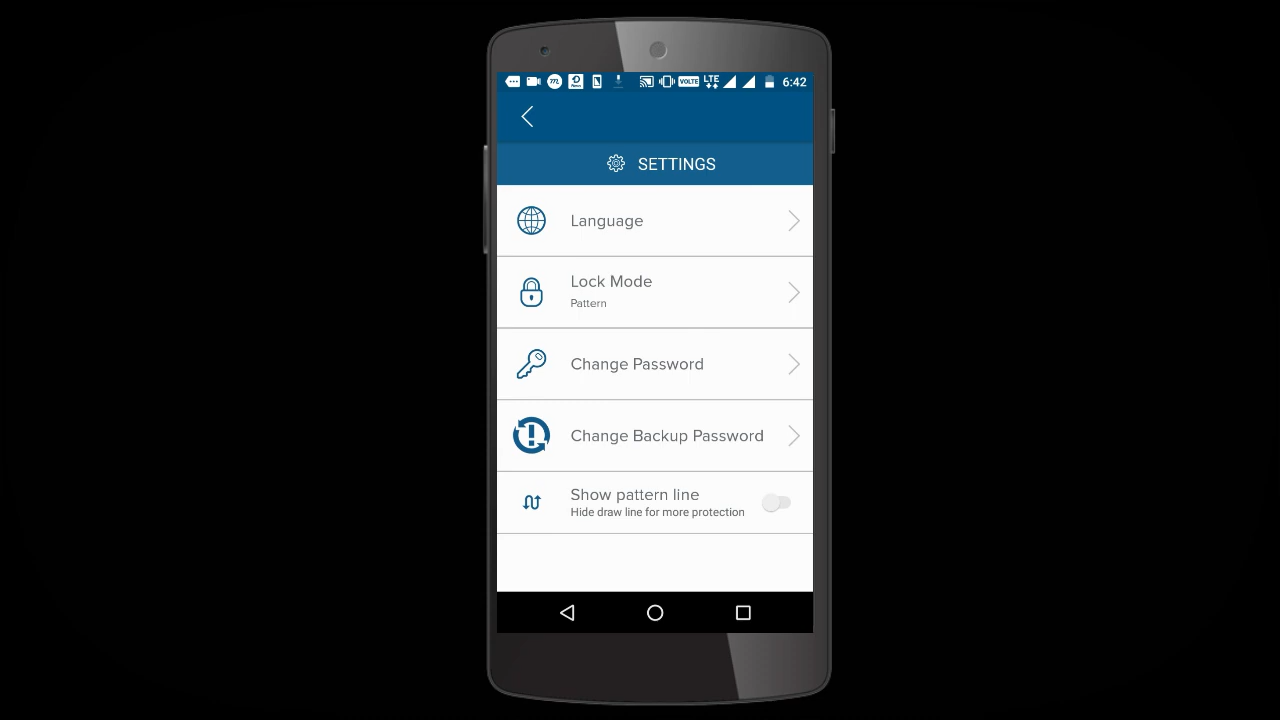 VOLTE LTE 6:42
SETTINGS
Language
Lock Mode
Pattern
Change Password
Change Backup Password
Show pattern line
Hide draw line for more protection